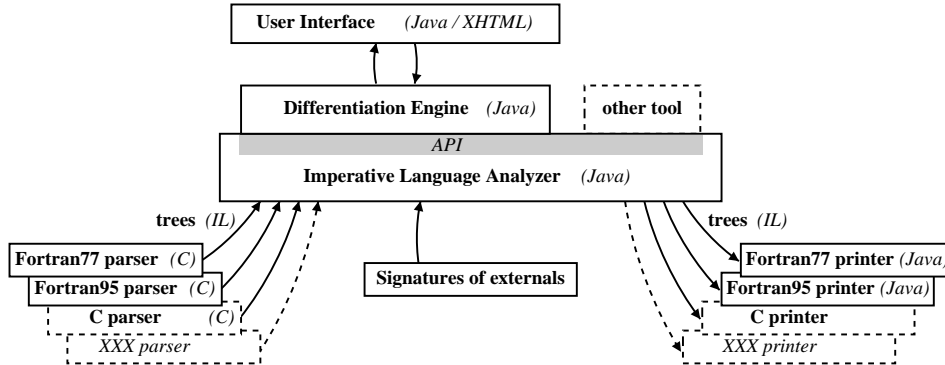 User Interface (Java / XHTML)
Differentiation Engine (Java)
other tool
API
Imperative Language Analyzer (Java)
trees (IL)
trees (IL)
Fortran77 parser (C)
Fortran95 parser (C)
C parser (C)
XXX parser
Signatures of externals
Fortran77 printer (Java)
Fortran95 printer (Java)
C printer
XXX printer